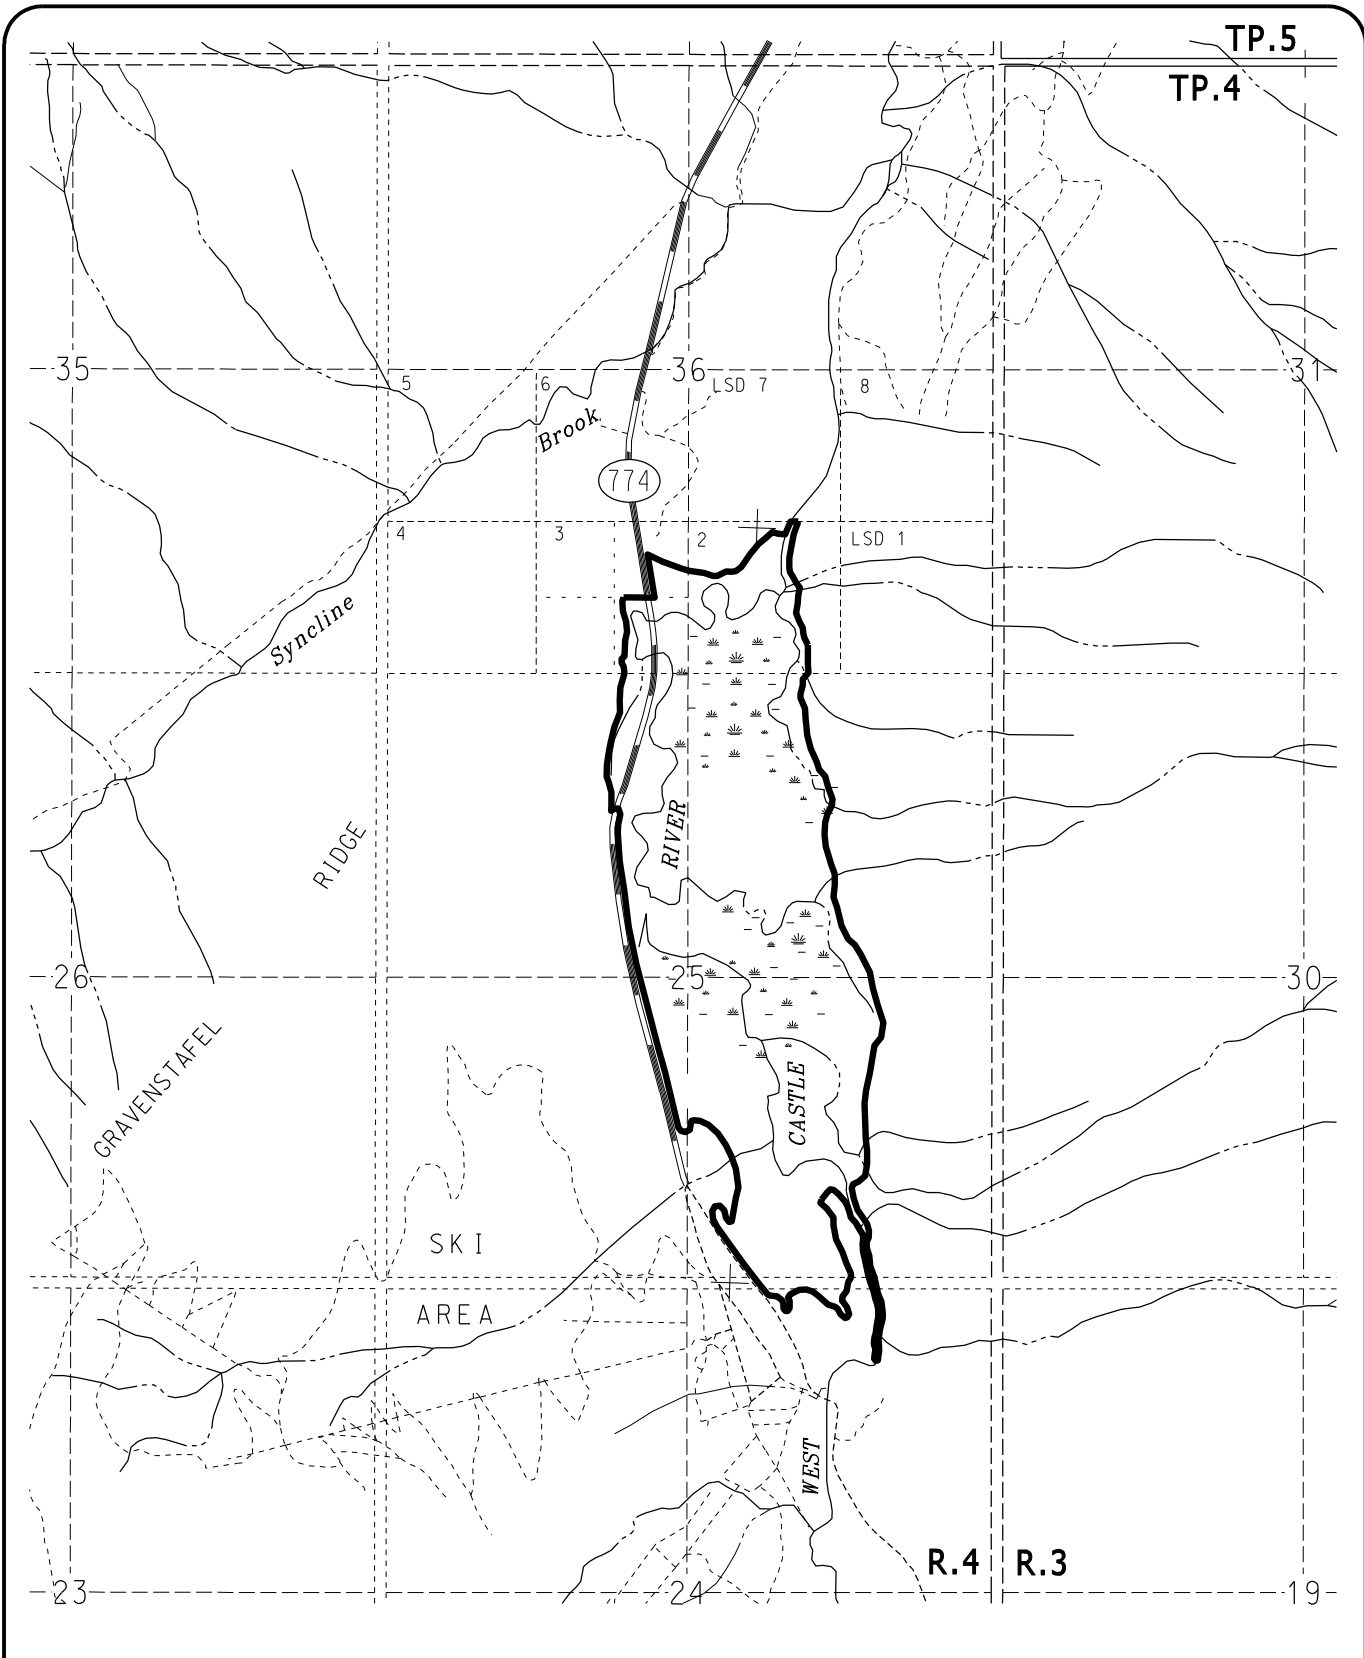 TP.5
TP.4
35
36
31
5
6
LSD 7
8
Brook
774
4
3
2
LSD 1
Syncline
RIVER
RIDGE
26
25
30
GRAVENSTAFEL
CASTLE
SKI
AREA
WEST
R.4
R.3
23
24
19